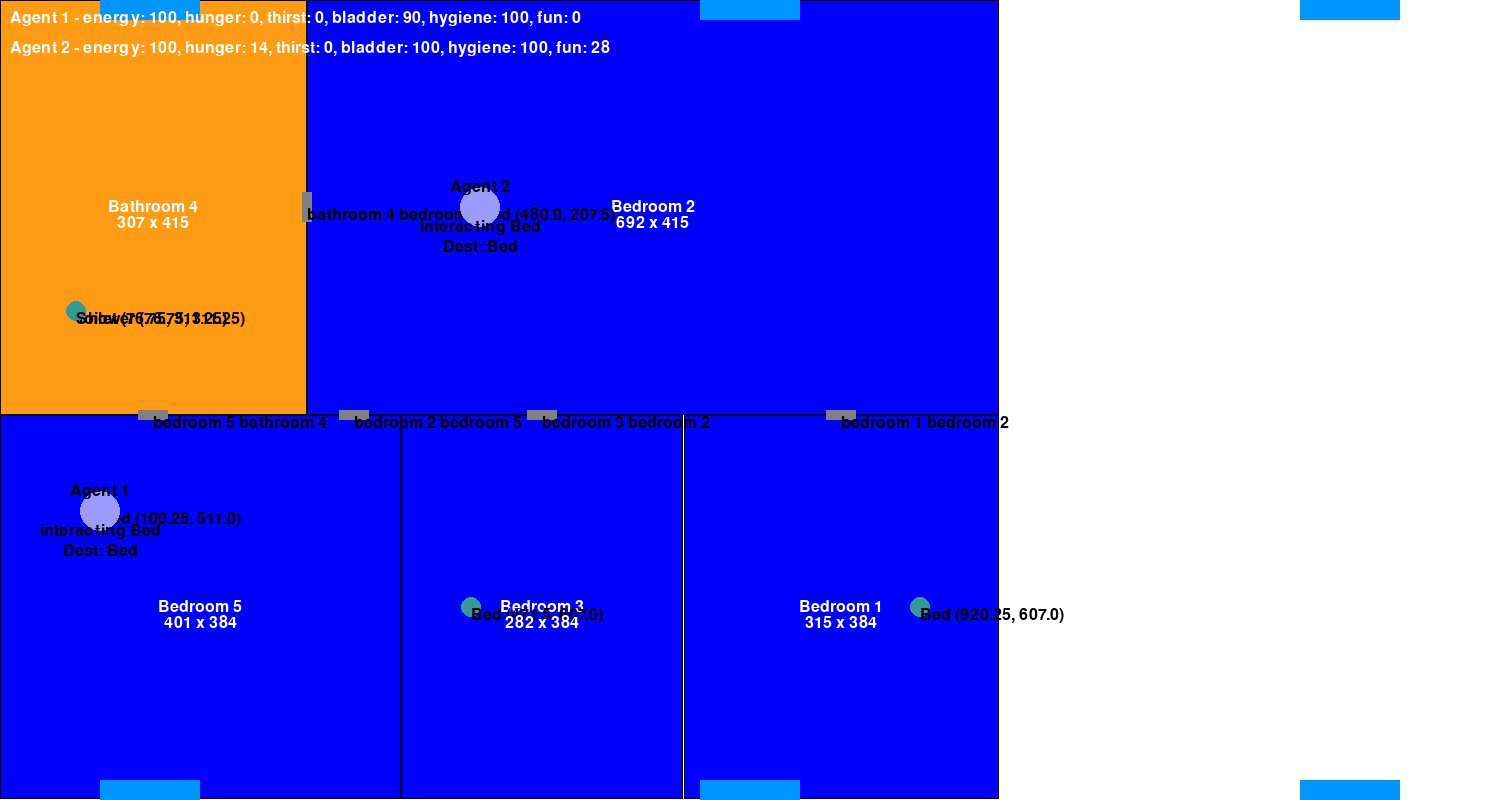 Agent 1 - energy: 100, hunger: 0, thirst: 0, bladder: 90, hygiene: 100, fun: 0
Agent 2 - energy: 100, hunger: 14, thirst: 0, bladder: 100, hygiene: 100, fun: 28
Agent 2
Bathroom 4
307 x 415
bathroom 4 bedroom (480.0, 207.5)
interacting Bed
Dest: Bed
Bedroom 2
692 x 415
bedroom 5 bathroom 4
bedroom 2 bedroom 5
bedroom 3 bedroom 2
bedroom 1 bedroom 2
Agent 1
(100.25, 511.0)
interacting Bed
Dest: Bed
Bedroom 5
401 x 384
Bedroom 3
282 x 384
Bed
Bedroom 1
315 x 384
Bed (920.25, 607.0)